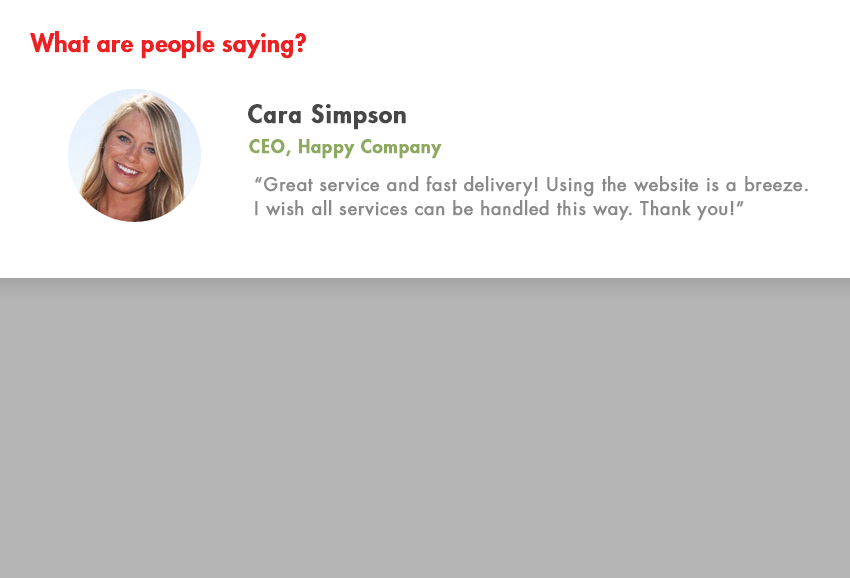 What are people saying?
Cara Simpson
CEO, Happy Company
“Great service and fast delivery! Using the website is a breeze.
I wish all services can be handled this way. Thank you!”